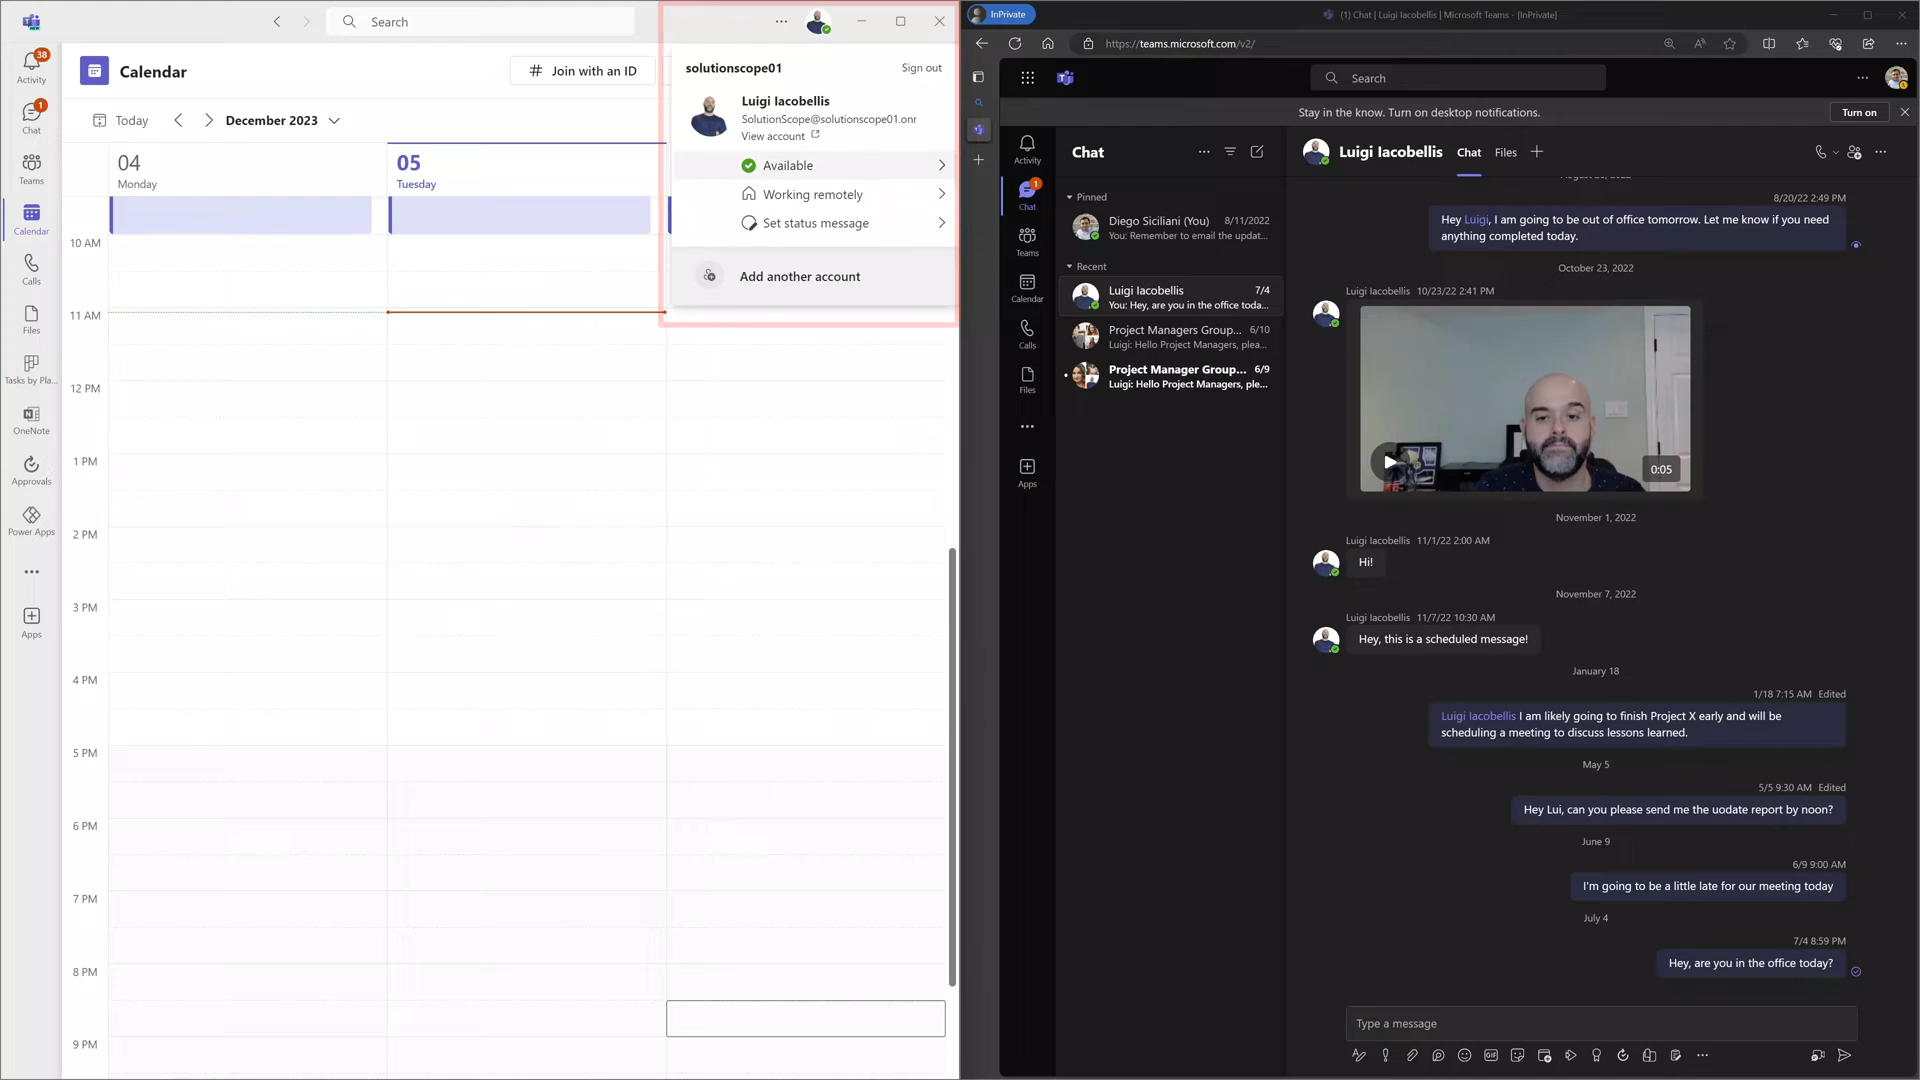 Search
38
Activity
1
Chat
Teams
Calendar
Calls
Files
Tasks by Pla...
OneNote
Approvals
Power Apps
Apps
Calendar
Join with an ID
Today
December 2023
04
Monday
05
Tuesday
10 AM
11 AM
12 PM
1 PM
2 PM
3 PM
4 PM
5 PM
6 PM
7 PM
8 PM
9 PM
solutionscope01
Sign out
Luigi Iacobellis
SolutionScope@solutionscope01.onr
View account
Available
Working remotely
Set status message
Add another account
InPrivate
(1) Chat | Luigi Iacobellis | Microsoft Teams - [InPrivate]
https://teams.microsoft.com/v2/
Search
Stay in the know. Turn on desktop notifications.
Turn on
Activity
1
Chat
Teams
Calendar
Calls
Files
Apps
Chat
Pinned
Diego Siciliani (You) 8/11/2022
You: Remember to email the updat...
Recent
Luigi Iacobellis 7/4
You: Hey, are you in the office toda...
Project Managers Group... 6/10
Luigi: Hello Project Managers, plea...
Project Manager Group... 6/9
Luigi: Hello Project Managers, ple...
Luigi Iacobellis
Chat
Files
8/20/22 2:49 PM
Hey Luigi, I am going to be out of office tomorrow. Let me know if you need
anything completed today.
October 23, 2022
Luigi Iacobellis 10/23/22 2:41 PM
0:05
November 1, 2022
Luigi Iacobellis 11/1/22 2:00 AM
Hi!
November 7, 2022
Luigi Iacobellis 11/7/22 10:30 AM
Hey, this is a scheduled message!
January 18
1/18 7:15 AM Edited
Luigi Iacobellis I am likely going to finish Project X early and will be
scheduling a meeting to discuss lessons learned.
May 5
5/5 9:30 AM Edited
Hey Lui, can you please send me the uodate report by noon?
June 9
6/9 9:00 AM
I'm going to be a little late for our meeting today
July 4
7/4 8:59 PM
Hey, are you in the office today?
Type a message
GIF